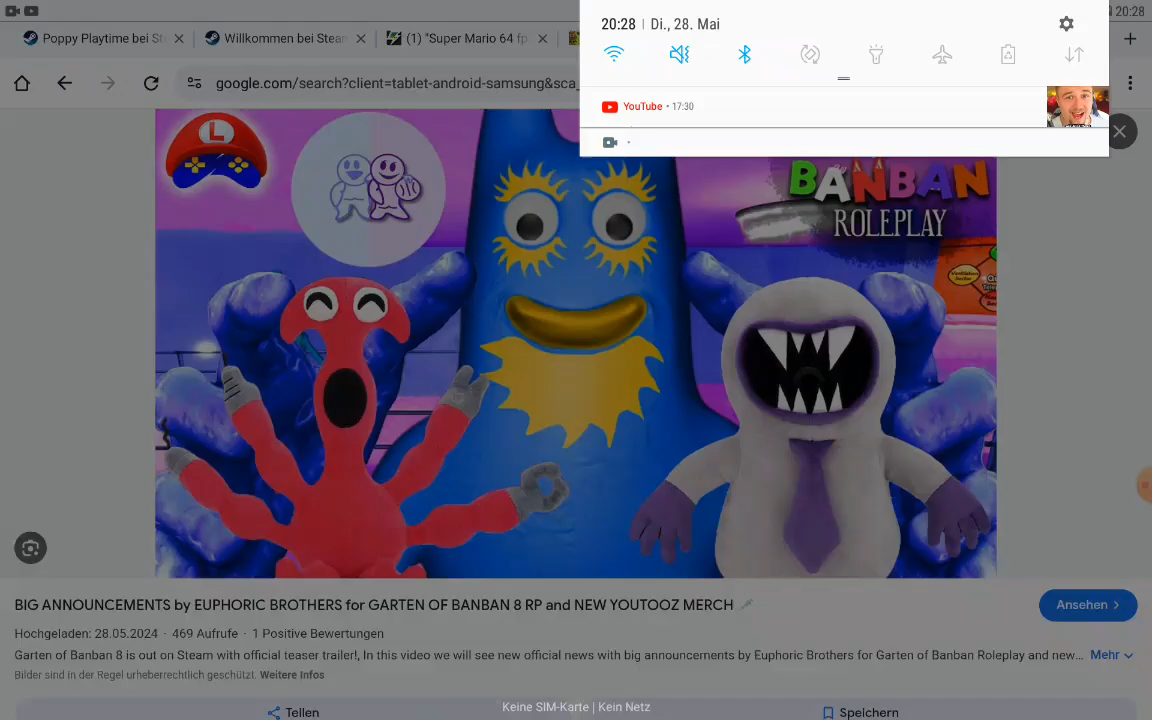 20:28 | Di., 28. Mai
20:28
Poppy Playtime bei St
Willkommen bei Steam
(1) "Super Mario 64 fp
google.com/search?client=tablet-android-samsung&sca_
YouTube • 17:30
L
BANBAN
ROLEPLAY
BIG ANNOUNCEMENTS by EUPHORIC BROTHERS for GARTEN OF BANBAN 8 RP and NEW YOUTOOZ MERCH
Ansehen
Hochgeladen: 28.05.2024 · 469 Aufrufe · 1 Positive Bewertungen
Garten of Banban 8 is out on Steam with official teaser trailer!, In this video we will see new official news with big announcements by Euphoric Brothers for Garten of Banban Roleplay and new...
Mehr
Bilder sind in der Regel urheberrechtlich geschützt. Weitere Infos
Keine SIM-Karte | Kein Netz
Teilen
Speichern